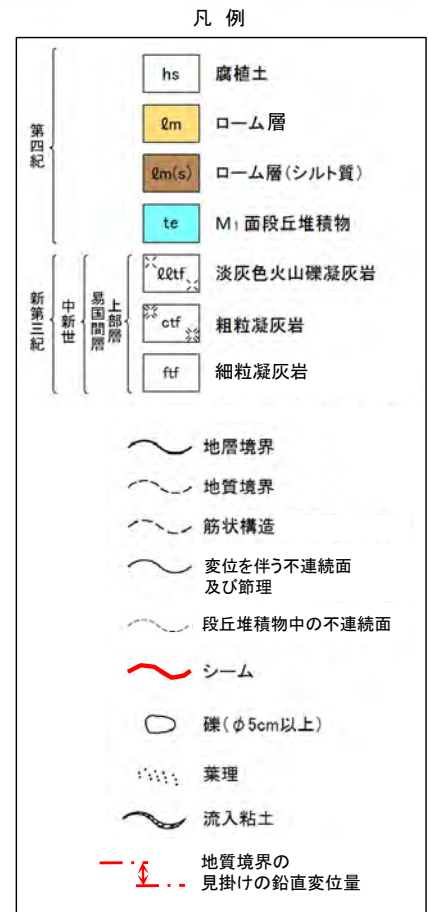 凡 例
第四紀
hs 腐植土
ℓm ローム層
ℓm(s) ローム層(シルト質)
te M1面段丘堆積物
新第三紀
中新世
易国間層
上部層
ℓℓtf 淡灰色火山礫凝灰岩
ctf 粗粒凝灰岩
ftf 細粒凝灰岩
地層境界
地質境界
筋状構造
変位を伴う不連続面
及び節理
段丘堆積物中の不連続面
シーム
礫(φ5cm以上)
葉理
流入粘土
地質境界の
見掛けの鉛直変位量